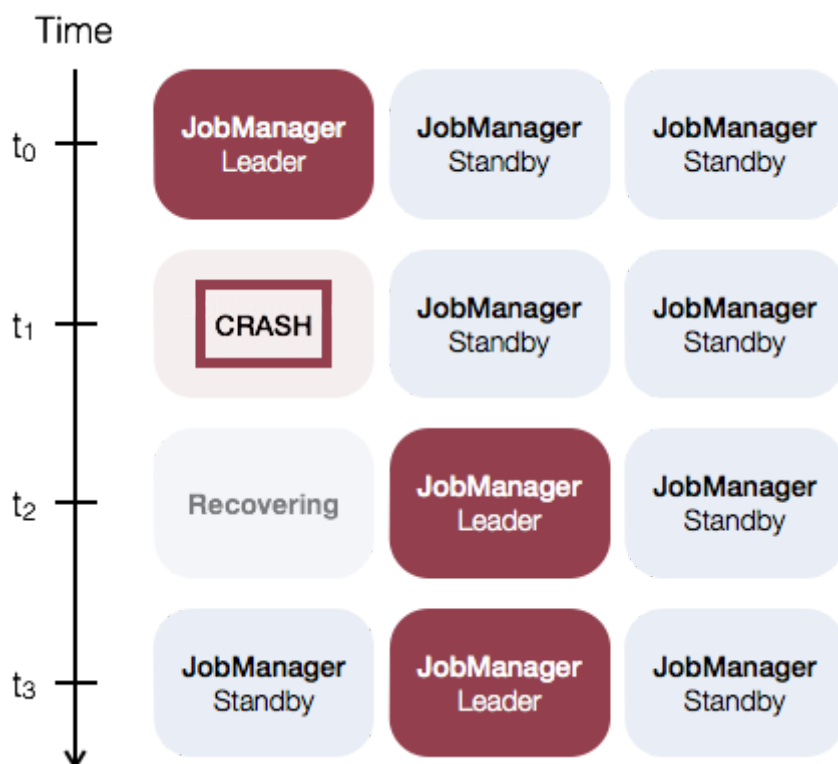 Time
t0
JobManager
Leader
JobManager
Standby
JobManager
Standby
t1
CRASH
JobManager
Standby
JobManager
Standby
t2
Recovering
JobManager
Leader
JobManager
Standby
t3
JobManager
Standby
JobManager
Leader
JobManager
Standby